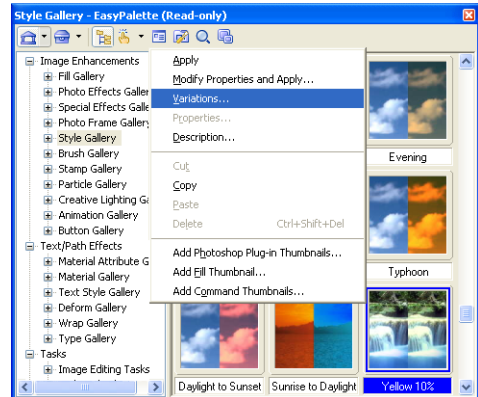 Style Gallery - EasyPalette (Read-only)
Image Enhancements
Fill Gallery
Photo Effects Galler
Special Effects Galle
Photo Frame Gallery
Style Gallery
Brush Gallery
Stamp Gallery
Particle Gallery
Creative Lighting Ga
Animation Gallery
Button Gallery
Text/Path Effects
Material Attribute G
Material Gallery
Text Style Gallery
Deform Gallery
Wrap Gallery
Type Gallery
Tasks
Image Editing Tasks
Apply
Modify Properties and Apply...
Variations...
Properties...
Description...
Cut
Copy
Paste
Delete Ctrl+Shift+Del
Add Photoshop Plug-in Thumbnails...
Add Fill Thumbnail...
Add Command Thumbnails...
Evening
Typhoon
Daylight to Sunset
Sunrise to Daylight
Yellow 10%